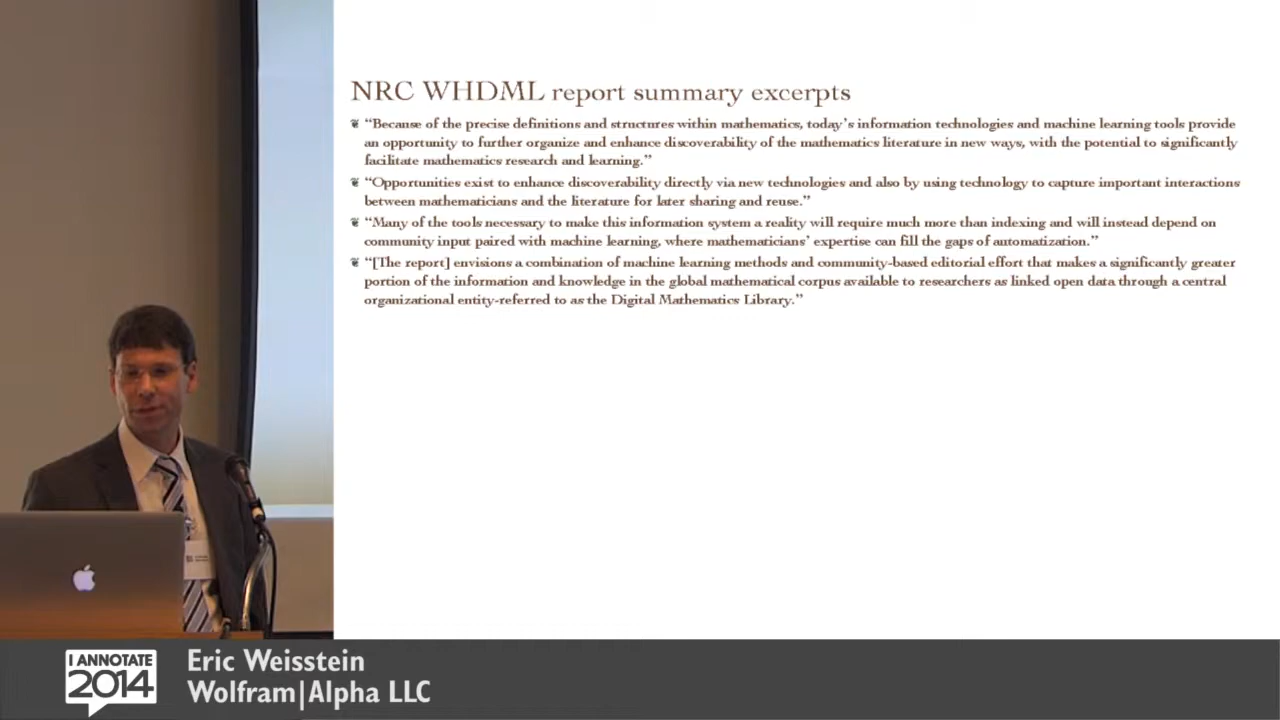 NRC WHDML report summary excerpts
“Because of the precise definitions and structures within mathematics, today’s information technologies and machine learning tools provide
an opportunity to further organize and enhance discoverability of the mathematics literature in new ways, with the potential to significantly
facilitate mathematics research and learning.”
“Opportunities exist to enhance discoverability directly via new technologies and also by using technology to capture important interactions
between mathematicians and the literature for later sharing and reuse.”
“Many of the tools necessary to make this information system a reality will require much more than indexing and will instead depend on
community input paired with machine learning, where mathematicians’ expertise can fill the gaps of automatization.”
“[The report] envisions a combination of machine learning methods and community-based editorial effort that makes a significantly greater
portion of the information and knowledge in the global mathematical corpus available to researchers as linked open data through a central
organizational entity-referred to as the Digital Mathematics Library.”
I ANNOTATE
2014
Eric Weisstein
Wolfram|Alpha LLC